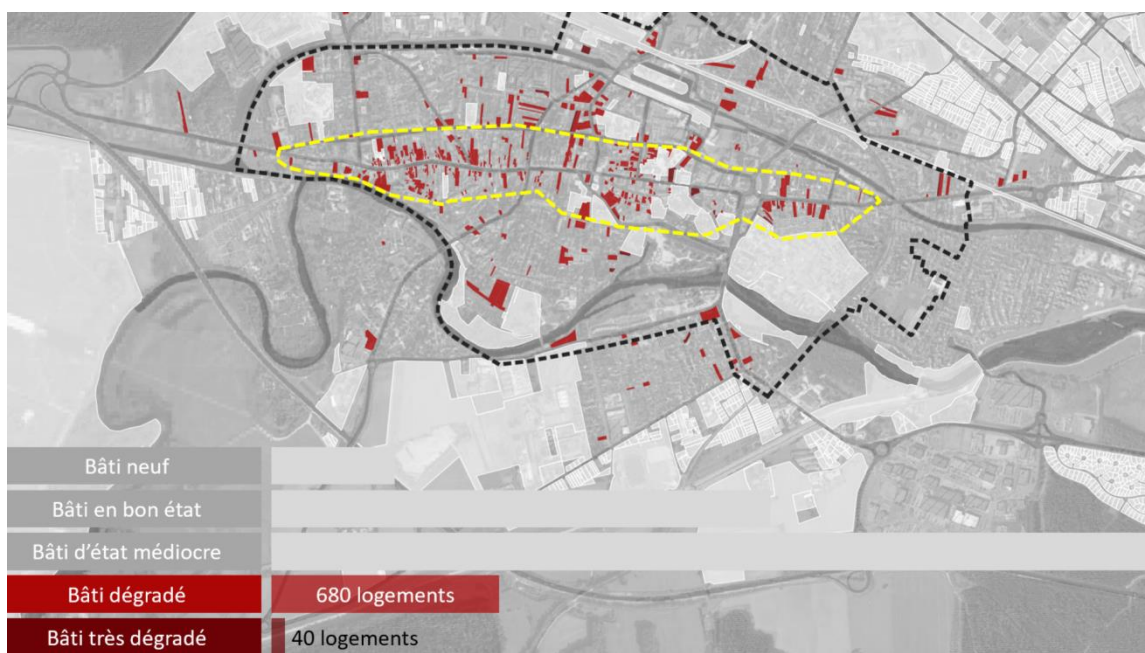 Bâti neuf
Bâti en bon état
Bâti d’état médiocre
Bâti dégradé
680 logements
Bâti très dégradé
40 logements